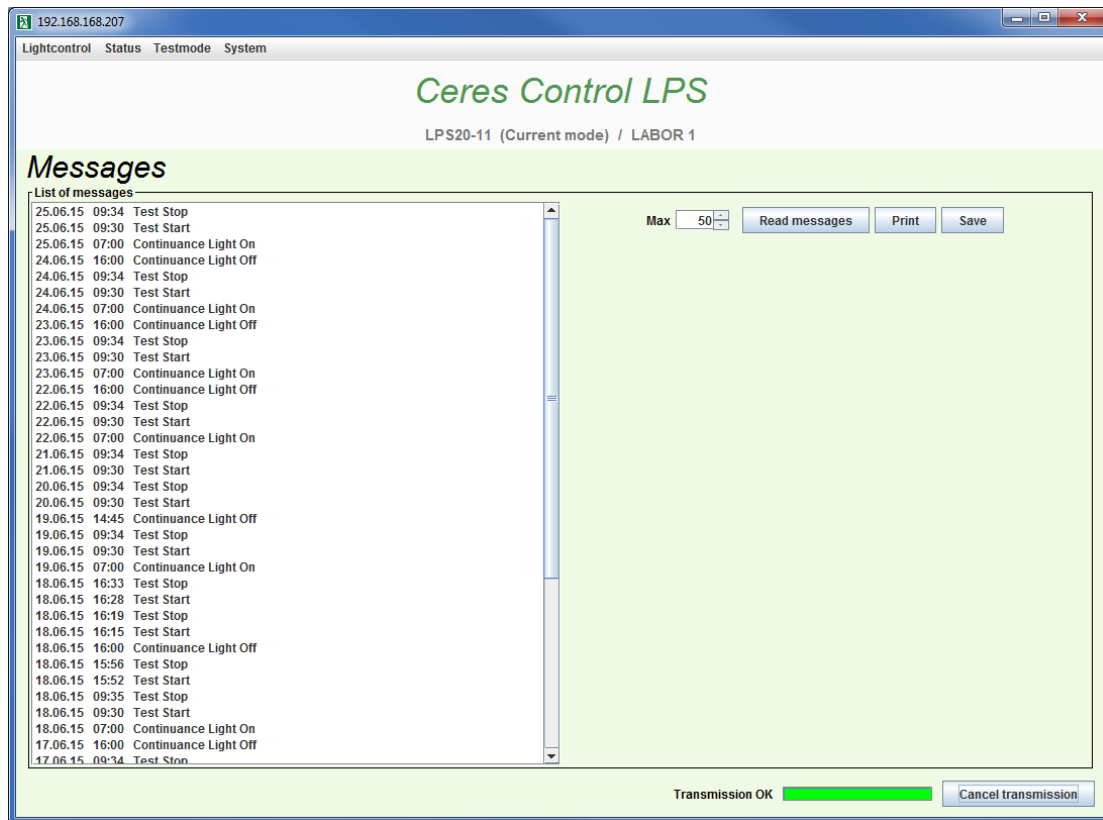 192.168.168.207
Lightcontrol Status Testmode System
Ceres Control LPS
LPS20-11 (Current mode) / LABOR 1
Messages
List of messages
25.06.15 09:34 Test Stop
25.06.15 09:30 Test Start
25.06.15 07:00 Continuance Light On
24.06.15 16:00 Continuance Light Off
24.06.15 09:34 Test Stop
24.06.15 09:30 Test Start
24.06.15 07:00 Continuance Light On
23.06.15 16:00 Continuance Light Off
23.06.15 09:34 Test Stop
23.06.15 09:30 Test Start
23.06.15 07:00 Continuance Light On
22.06.15 16:00 Continuance Light Off
22.06.15 09:34 Test Stop
22.06.15 09:30 Test Start
22.06.15 07:00 Continuance Light On
21.06.15 09:34 Test Stop
21.06.15 09:30 Test Start
20.06.15 09:34 Test Stop
20.06.15 09:30 Test Start
19.06.15 14:45 Continuance Light Off
19.06.15 09:34 Test Stop
19.06.15 09:30 Test Start
19.06.15 07:00 Continuance Light On
18.06.15 16:33 Test Stop
18.06.15 16:28 Test Start
18.06.15 16:19 Test Stop
18.06.15 16:15 Test Start
18.06.15 16:00 Continuance Light Off
18.06.15 15:56 Test Stop
18.06.15 15:52 Test Start
18.06.15 09:35 Test Stop
18.06.15 09:30 Test Start
18.06.15 07:00 Continuance Light On
17.06.15 16:00 Continuance Light Off
17.06.15 09:34 Test Stop
Max 50 Read messages Print Save
Transmission OK Cancel transmission